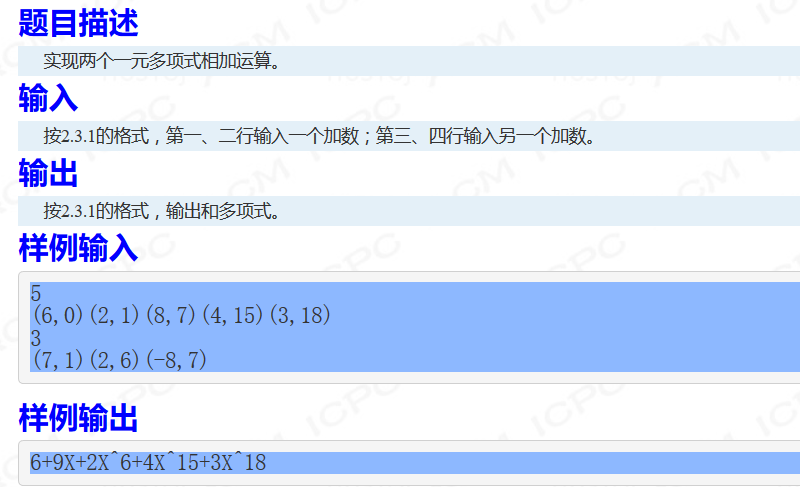 题目描述
实现两个一元多项式相加运算。
输入
按2.3.1的格式，第一、二行输入一个加数；第三、四行输入另一个加数。
输出
按2.3.1的格式，输出和多项式。
样例输入
5
(6,0)(2,1)(8,7)(4,15)(3,18)
3
(7,1)(2,6)(-8,7)
样例输出
6+9X+2X^6+4X^15+3X^18